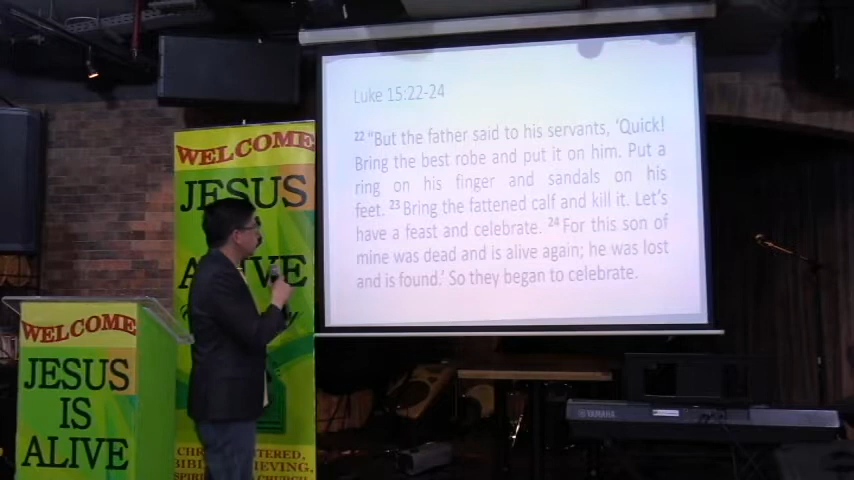 Luke 15:22-24
22 "But the father said to his servants, 'Quick!
Bring the best robe and put it on him. Put a
ring on his finger and sandals on his
feet. 23 Bring the fattened calf and kill it. Let's
have a feast and celebrate. 24 For this son of
mine was dead and is alive again; he was lost
and is found.' So they began to celebrate.
WELCOME
JESUS
WELCOME
JESUS
IS
ALIVE
YAMAHA